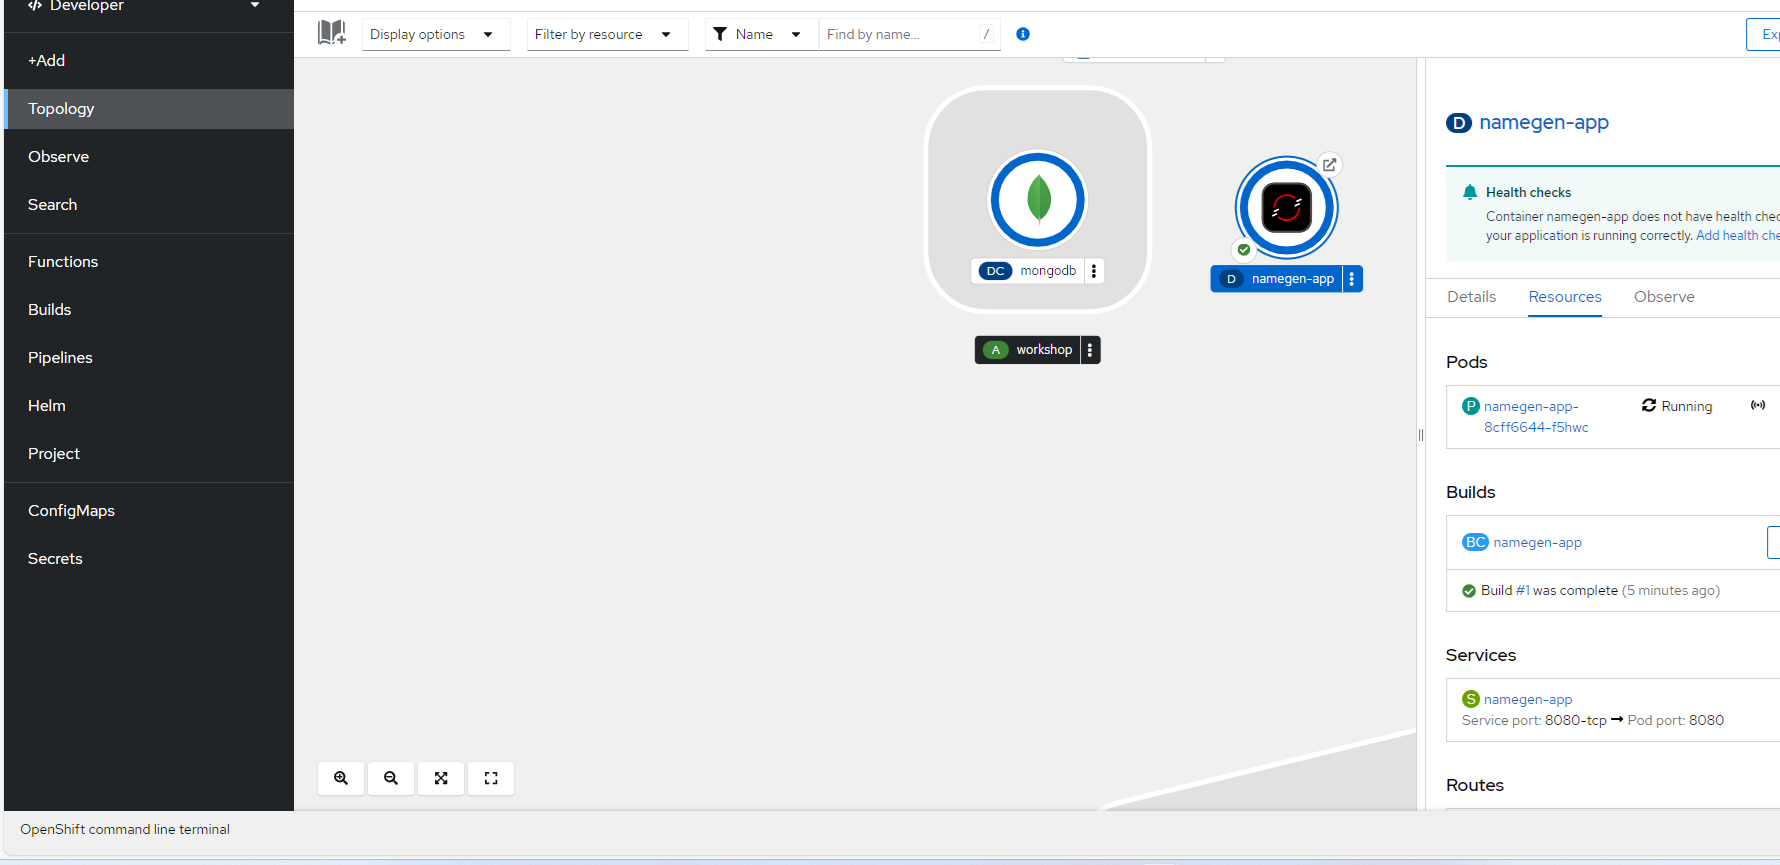 Developer
+Add
Topology
Observe
Search
Functions
Builds
Pipelines
Helm
Project
ConfigMaps
Secrets
Display options
Filter by resource
Name
Find by name...
/
DC mongodb
D namegen-app
A workshop
D namegen-app
Health checks
Container namegen-app does not have health
your application is running correctly. Add health
Details
Resources
Observe
Pods
P namegen-app-
8cff6644-f5hwc
Running
Builds
BC namegen-app
Build #1 was complete (5 minutes ago)
Services
S namegen-app
Service port: 8080-tcp → Pod port: 8080
Routes
OpenShift command line terminal